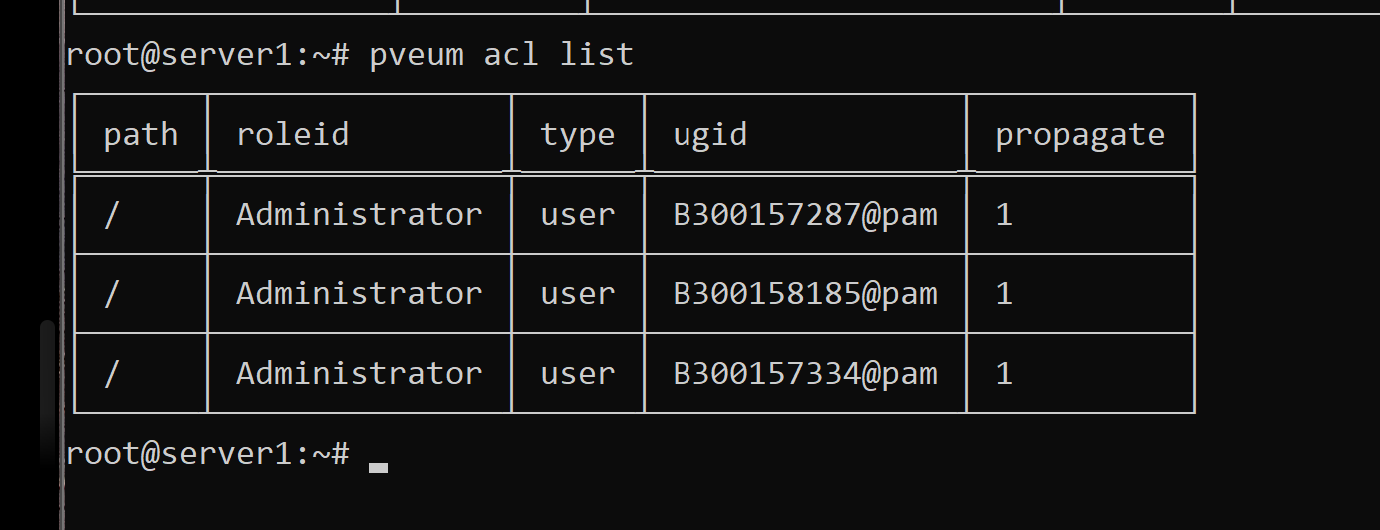 root@server1:~# pveum acl list
path roleid type ugid propagate
/ Administrator user B300157287@pam 1
/ Administrator user B300158185@pam 1
/ Administrator user B300157334@pam 1
root@server1:~#